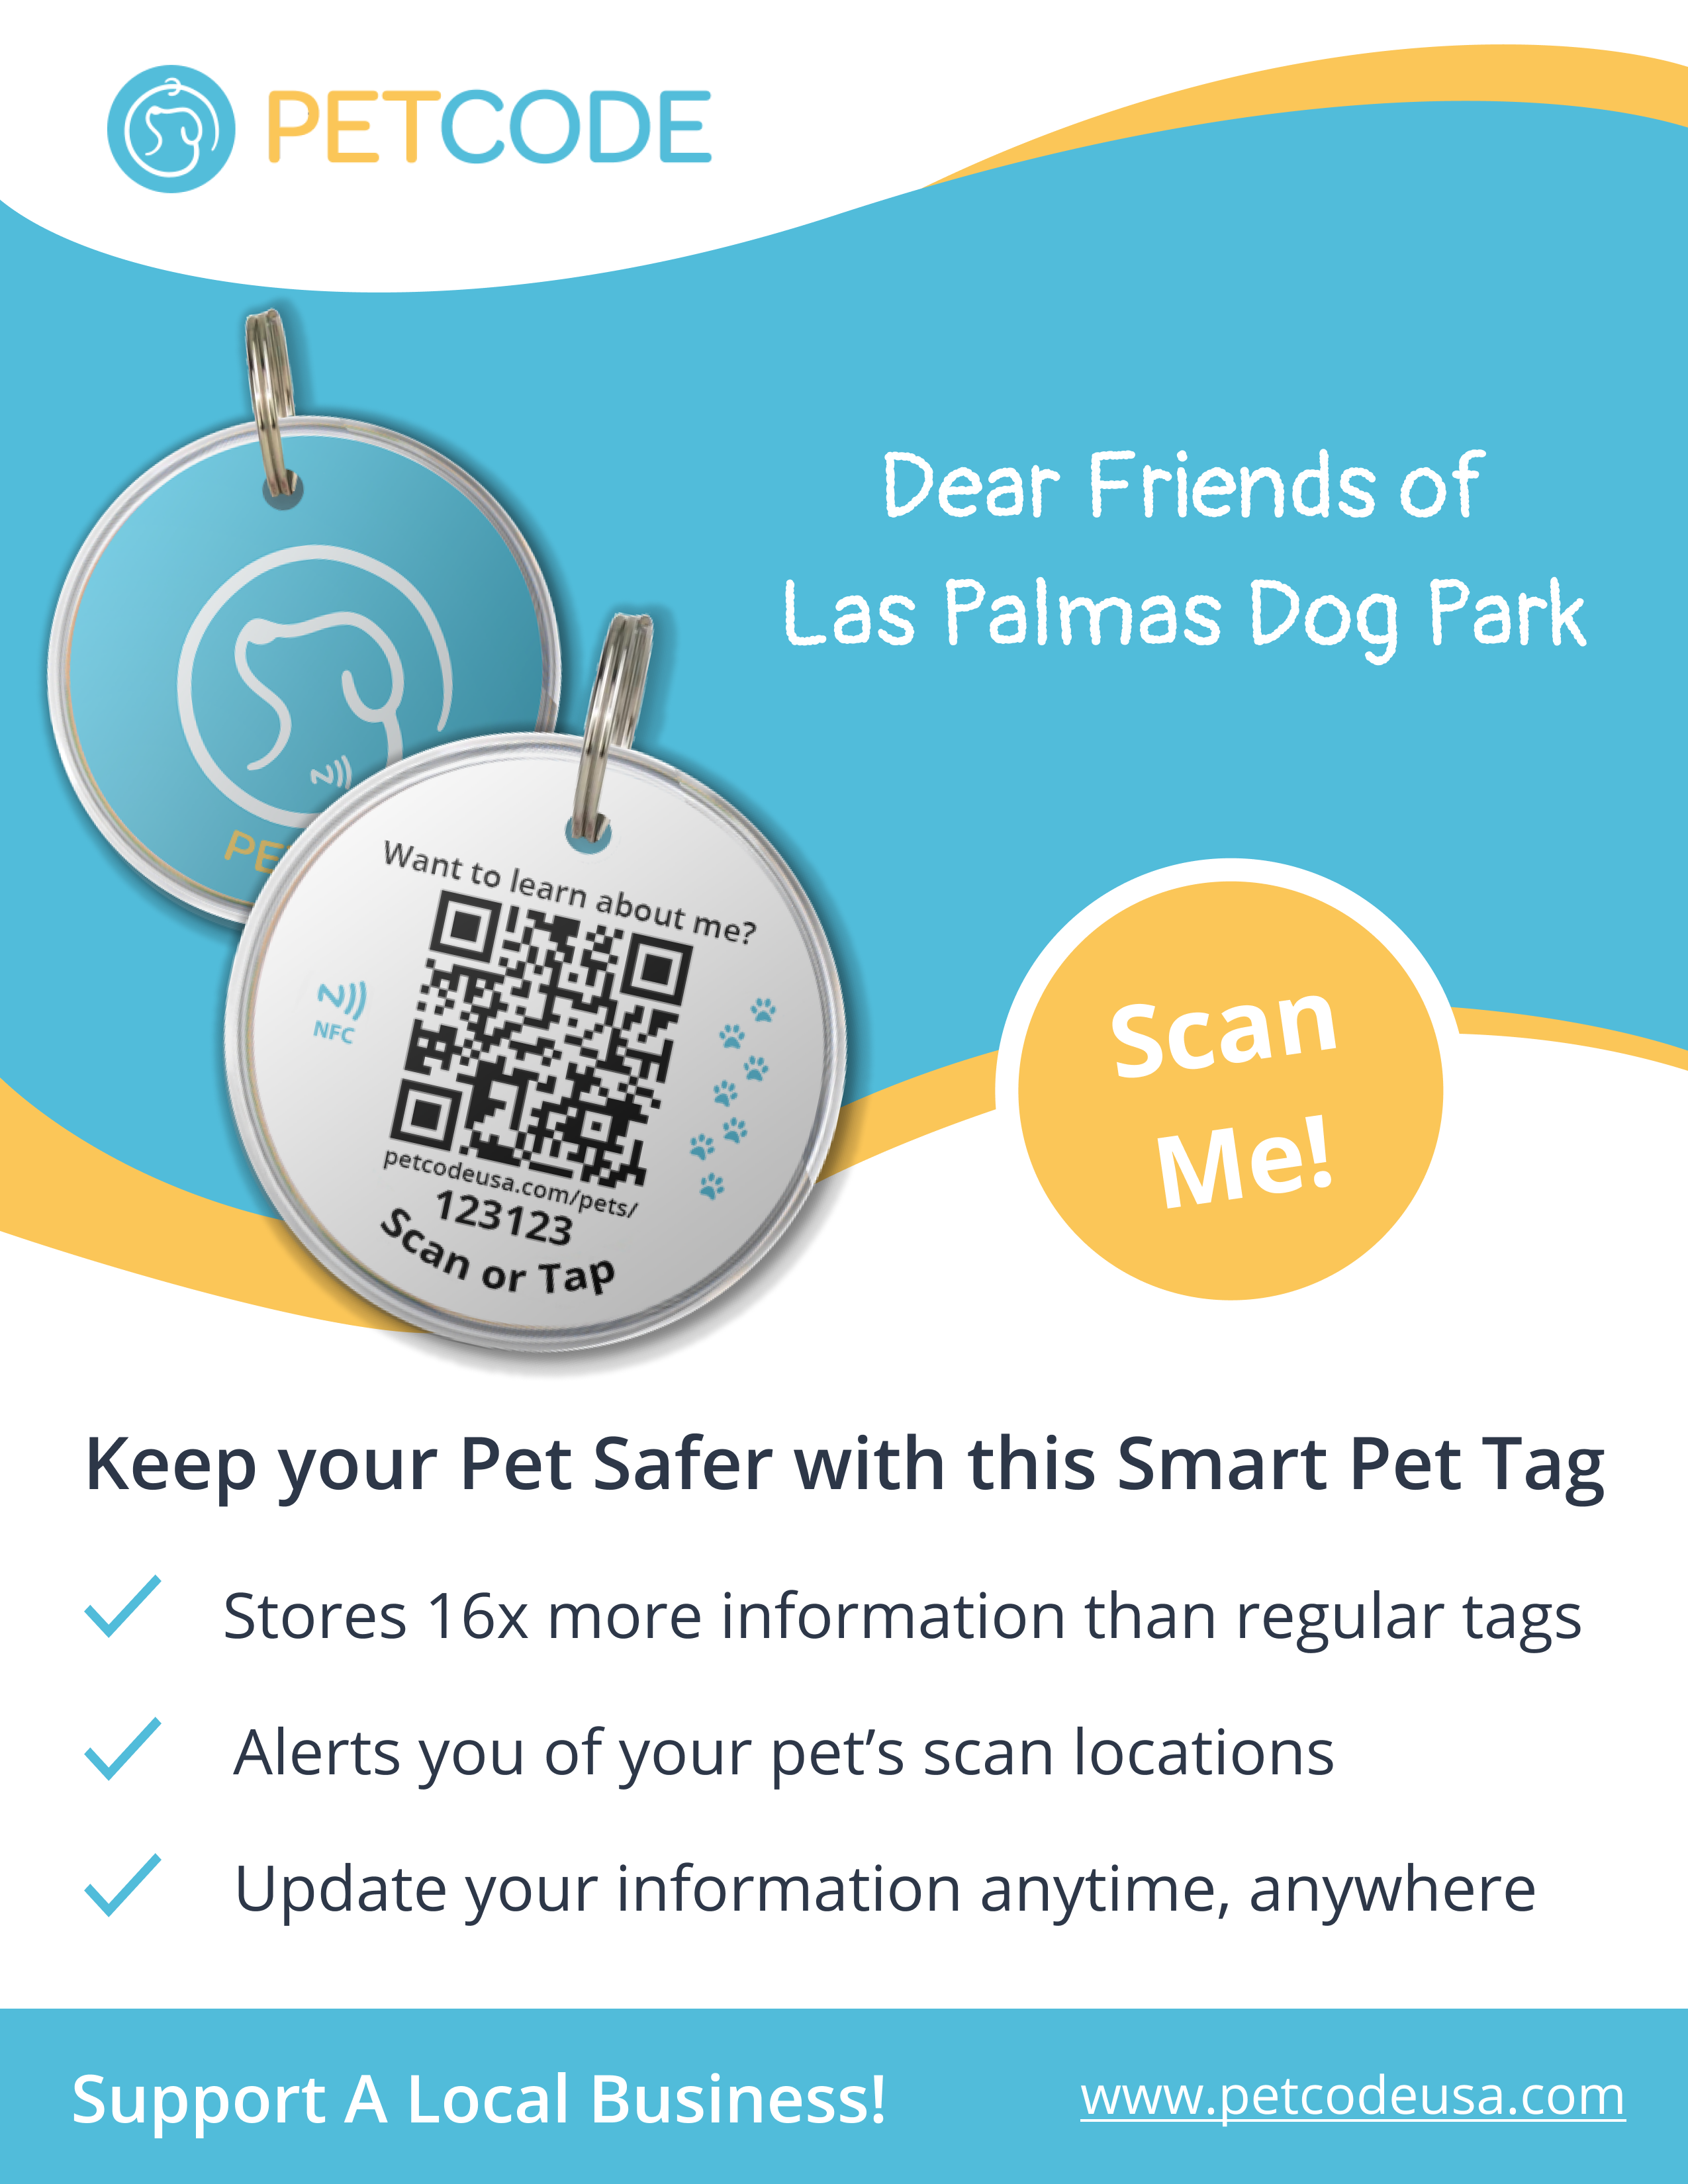 PETCODE
Dear Friends of
Las Palmas Dog Park
PE
Want to learn about me?
NFC
petcodeusa.com/pets/
123123
Scan or Tap
Scan
Me!
Keep your Pet Safer with this Smart Pet Tag
Stores 16x more information than regular tags
Alerts you of your pet’s scan locations
Update your information anytime, anywhere
Support A Local Business!
www.petcodeusa.com